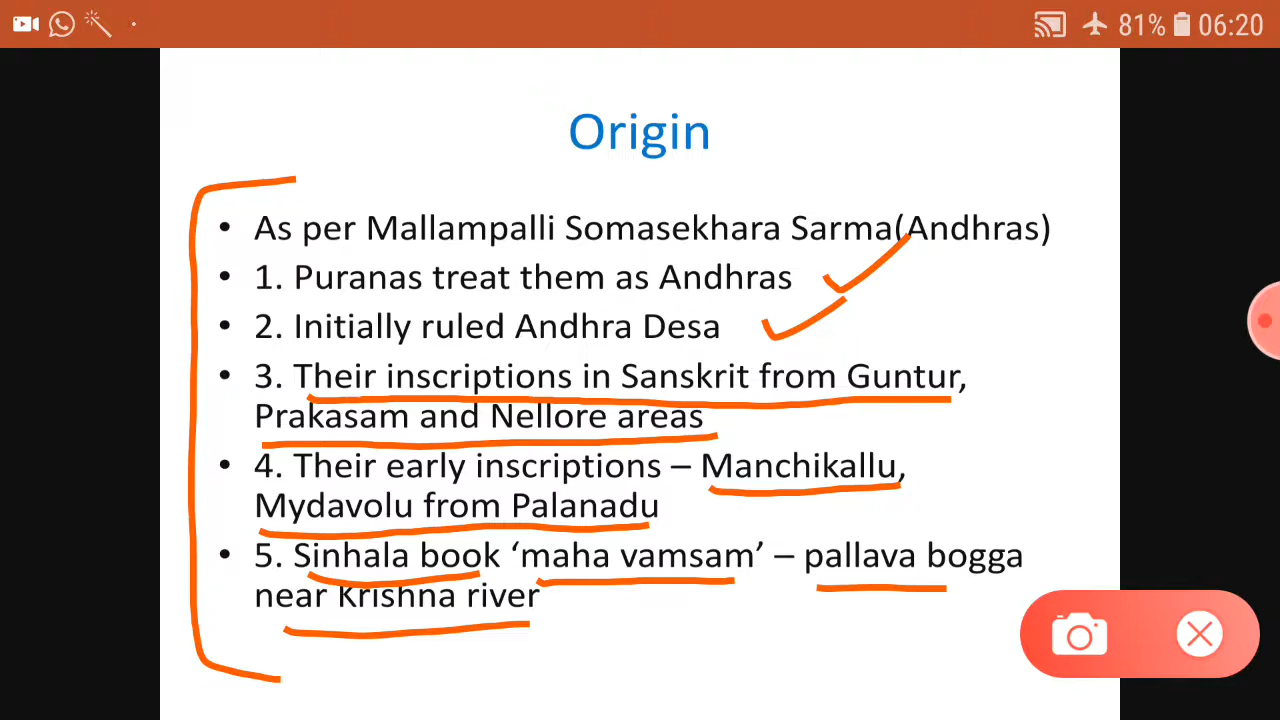 81% 06:20
Origin
• As per Mallampalli Somasekhara Sarma(Andhras)
• 1. Puranas treat them as Andhras
• 2. Initially ruled Andhra Desa
• 3. Their inscriptions in Sanskrit from Guntur,
Prakasam and Nellore areas
• 4. Their early inscriptions – Manchikallu,
Mydavolu from Palanadu
• 5. Sinhala book ‘maha vamsam’ – pallava bogga
near Krishna river